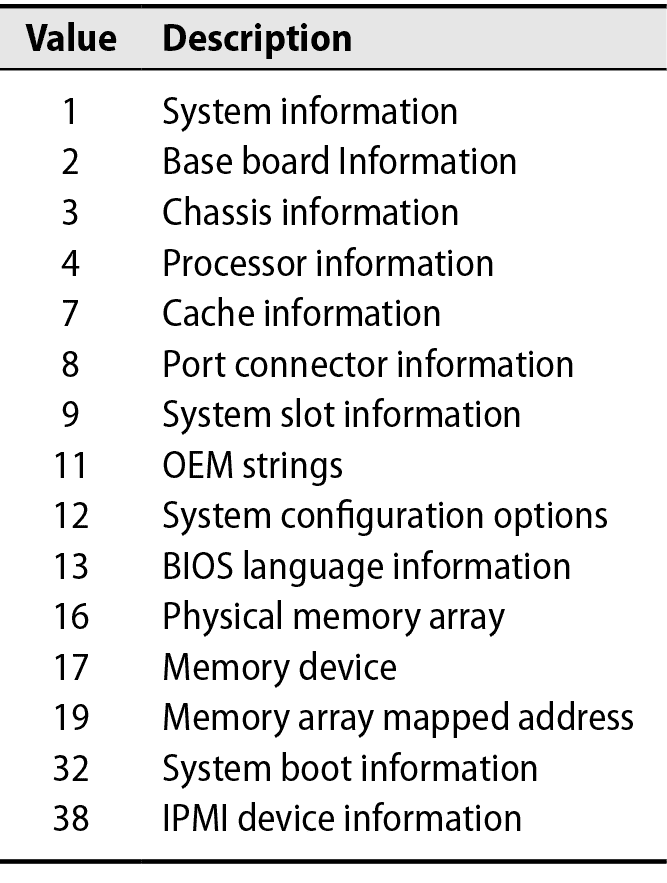 Value Description
1 System information
2 Base board Information
3 Chassis information
4 Processor information
7 Cache information
8 Port connector information
9 System slot information
11 OEM strings
12 System configuration options
13 BIOS language information
16 Physical memory array
17 Memory device
19 Memory array mapped address
32 System boot information
38 IPMI device information